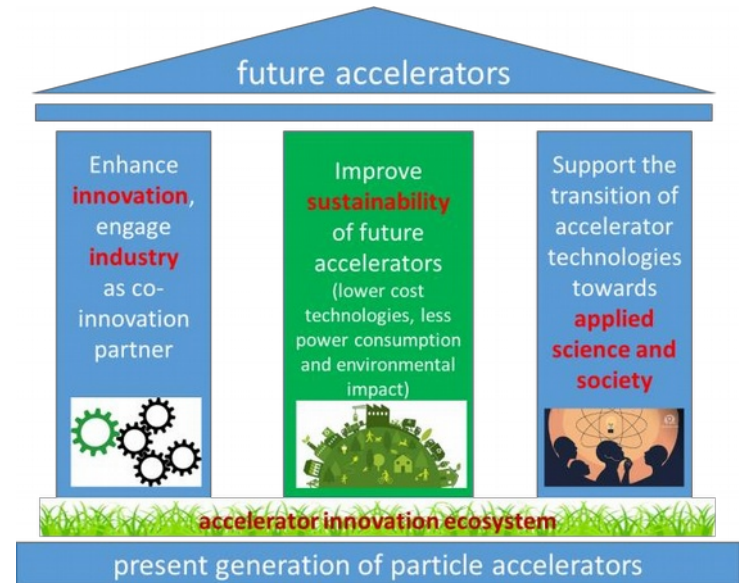 future accelerators
Enhance
innovation,
engage
industry
as co-
innovation
partner
Improve
sustainability
of future
accelerators
(lower cost
technologies, less
power consumption
and environmental
impact)
Support the
transition of
accelerator
technologies
towards
applied
science and
society
accelerator innovation ecosystem
present generation of particle accelerators